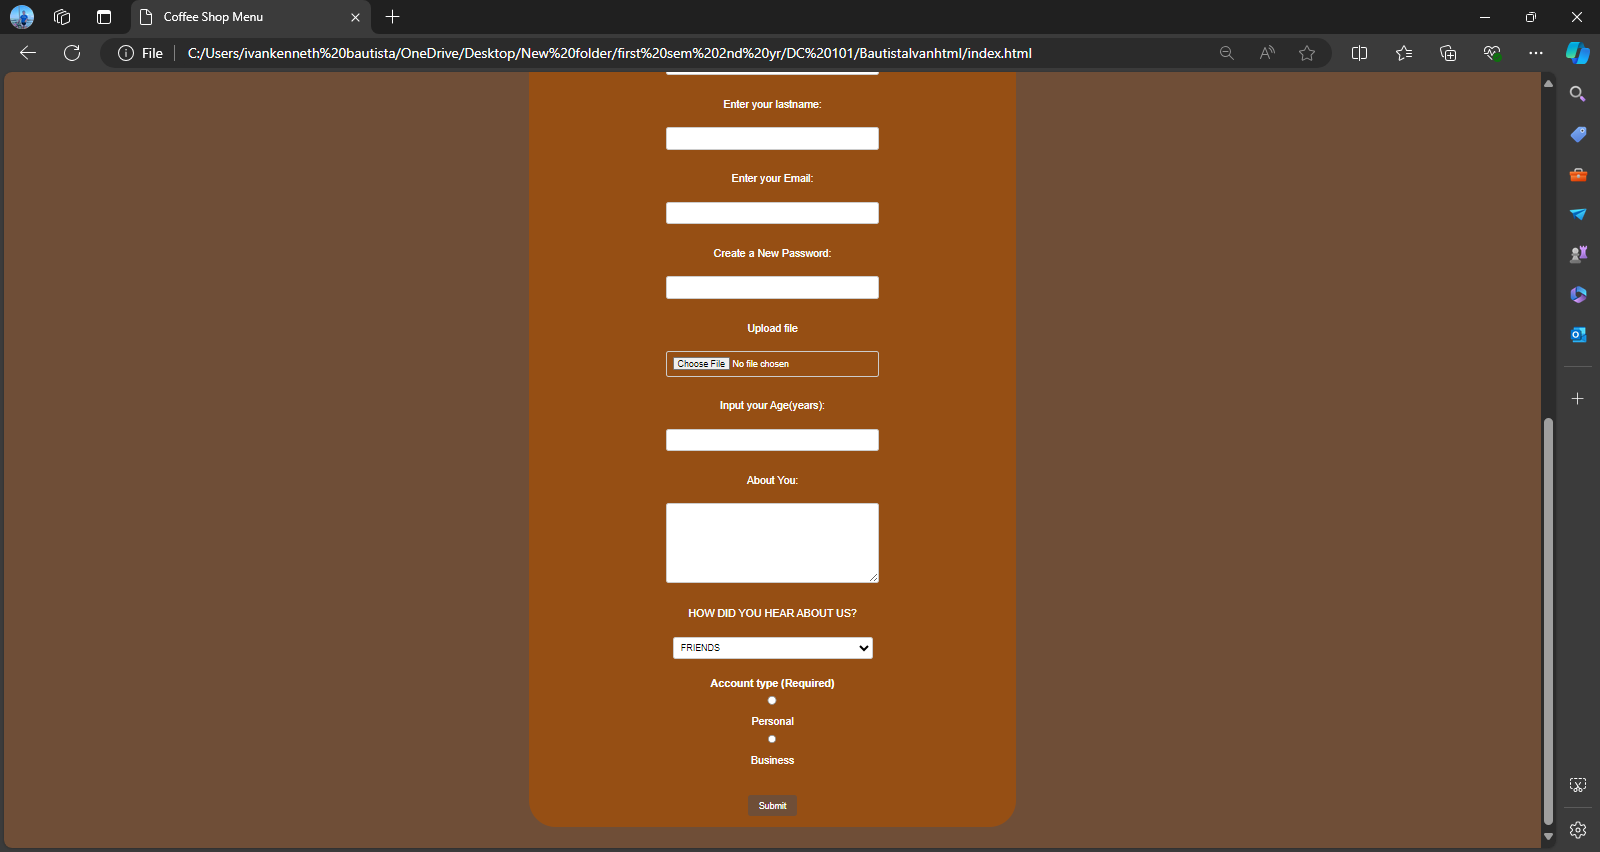 Coffee Shop Menu
File C:/Users/ivankenneth%20bautista/OneDrive/Desktop/New%20folder/first%20sem%202nd%20yr/DC%20101/BautistaIvanhtml/index.html
Enter your lastname:
Enter your Email:
Create a New Password:
Upload file
Choose File No file chosen
Input your Age(years):
About You:
HOW DID YOU HEAR ABOUT US?
FRIENDS
Account type (Required)
Personal
Business
Submit